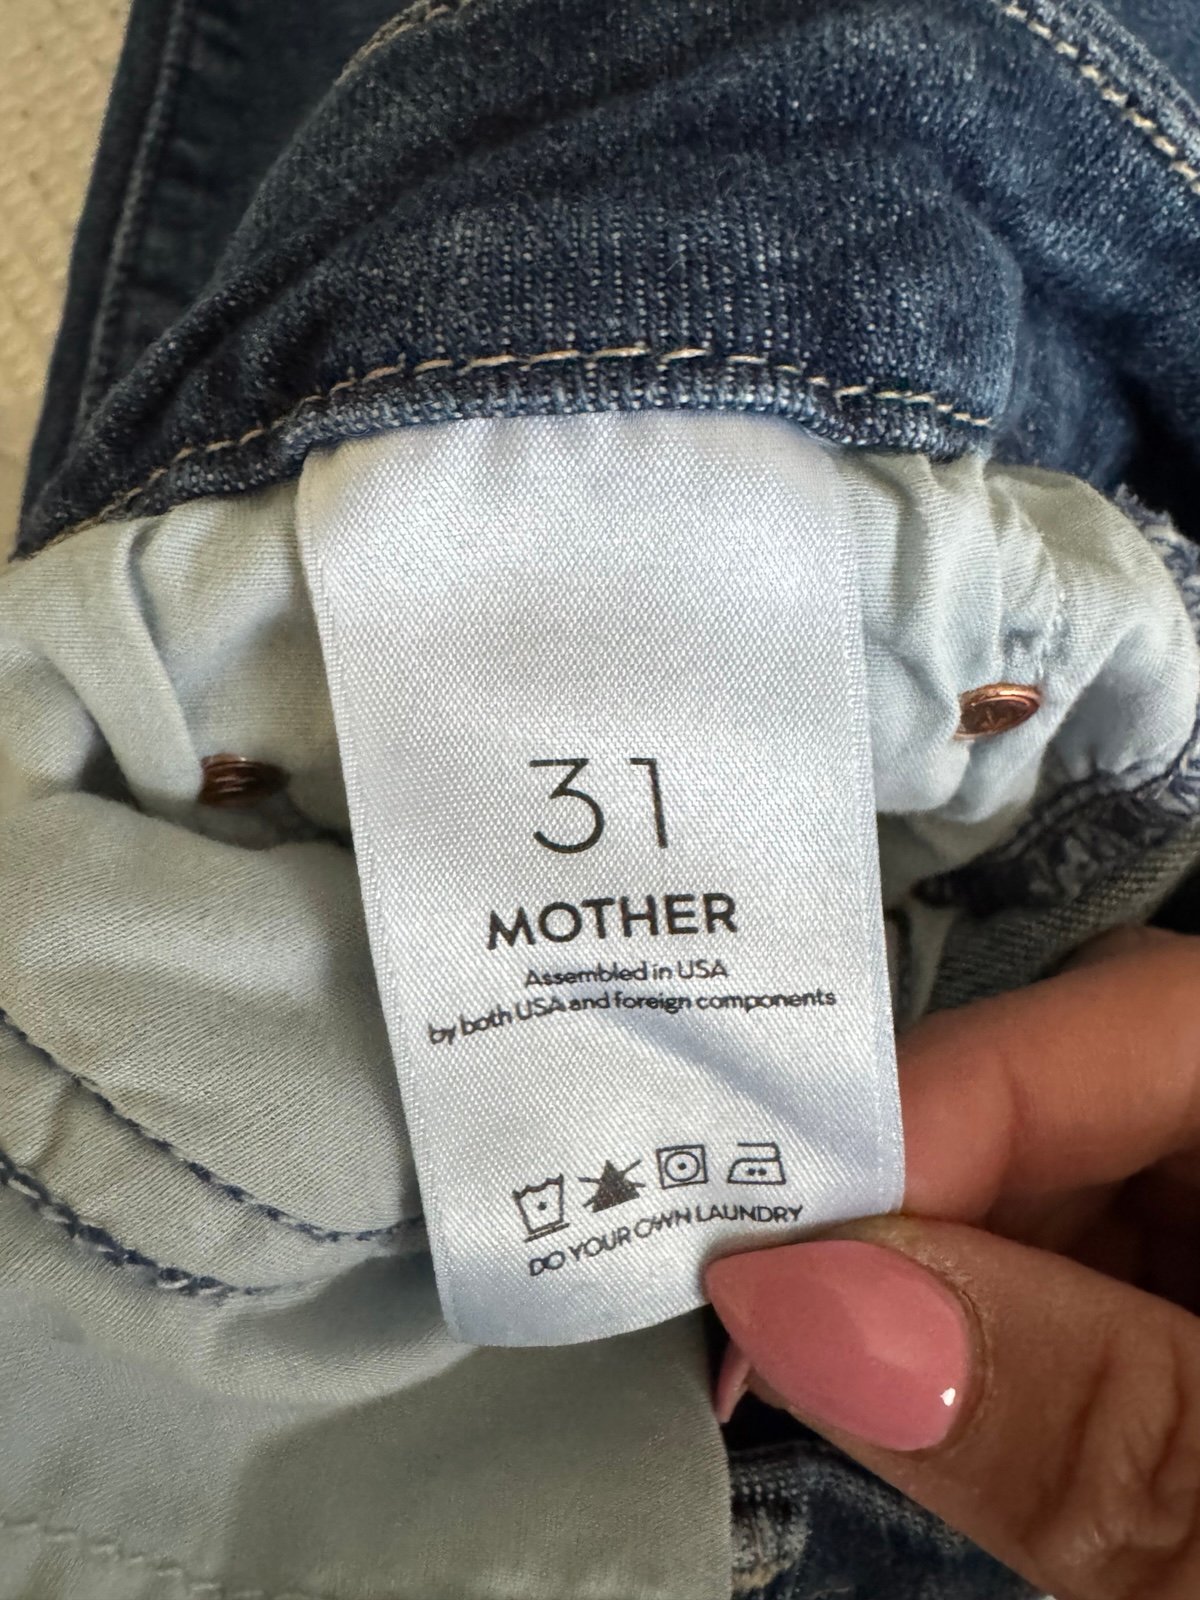 31
MOTHER
Assembled in USA
by both USA and foreign components
DO YOUR OWN LAUNDRY